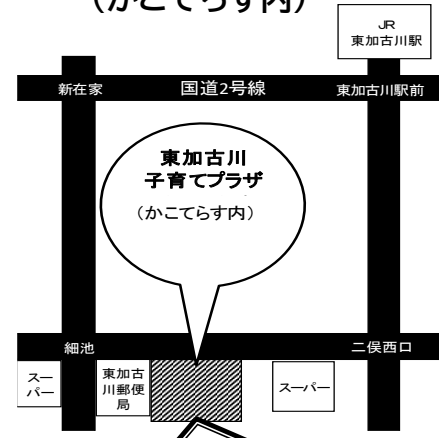 （かこてらす内）
JR
東加古川駅
新在家
国道2号線
東加古川駅前
東加古川
子育てプラザ
（かこてらす内）
細池
二俣西口
スー
パー
東加古
川郵便
局
スーパー